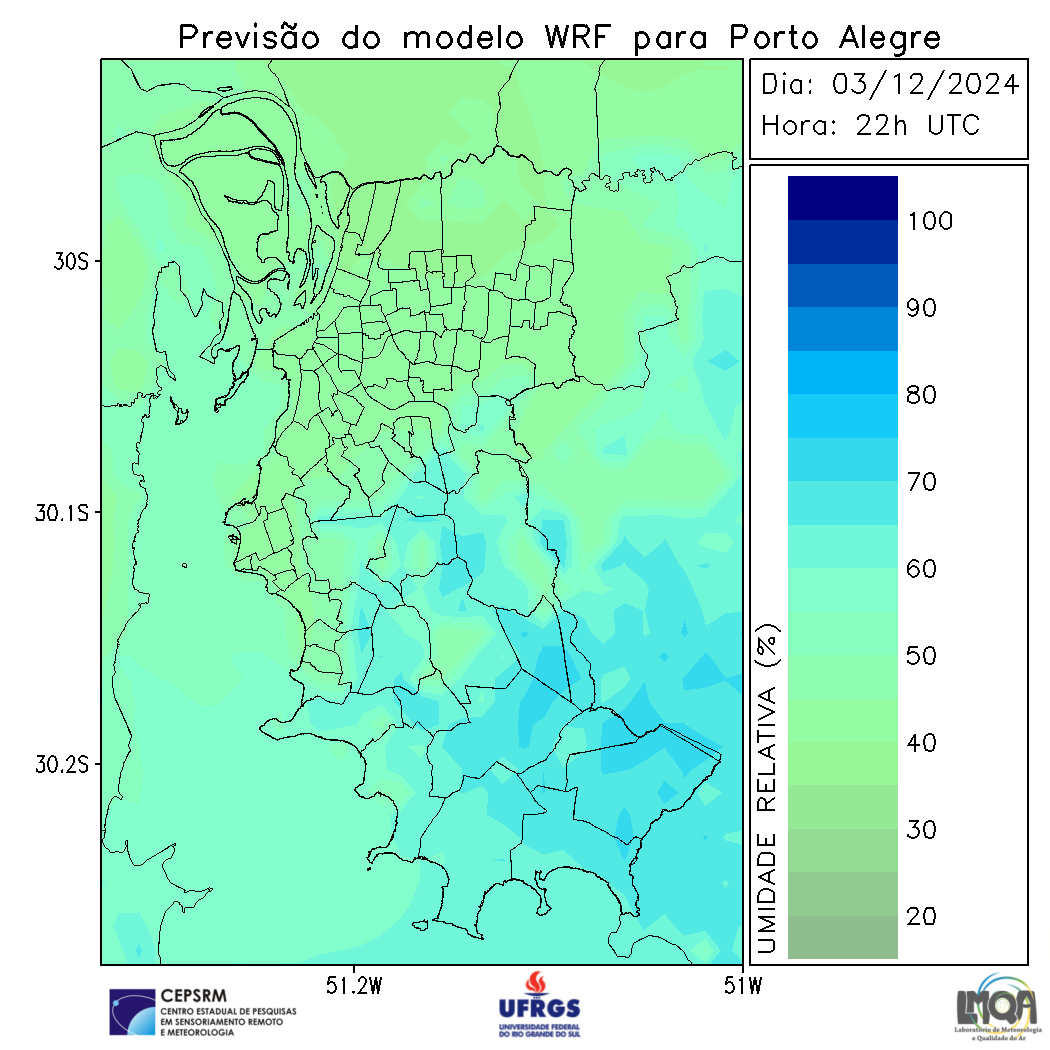 Previsão do modelo WRF para Porto Alegre
Dia: 03/12/2024
Hora: 22h UTC
30S
30.1S
30.2S
51.2W
51W
100
90
80
70
60
50
40
30
20
UMIDADE RELATIVA (%)
CEPSRM
CENTRO ESTADUAL DE PESQUISAS
EM SENSORIAMENTO REMOTO
E METEOROLOGIA
UFRGS
UNIVERSIDADE FEDERAL
DO RIO GRANDE DO SUL
LMQA
Laboratório de Meteorologia
e Qualidade do Ar